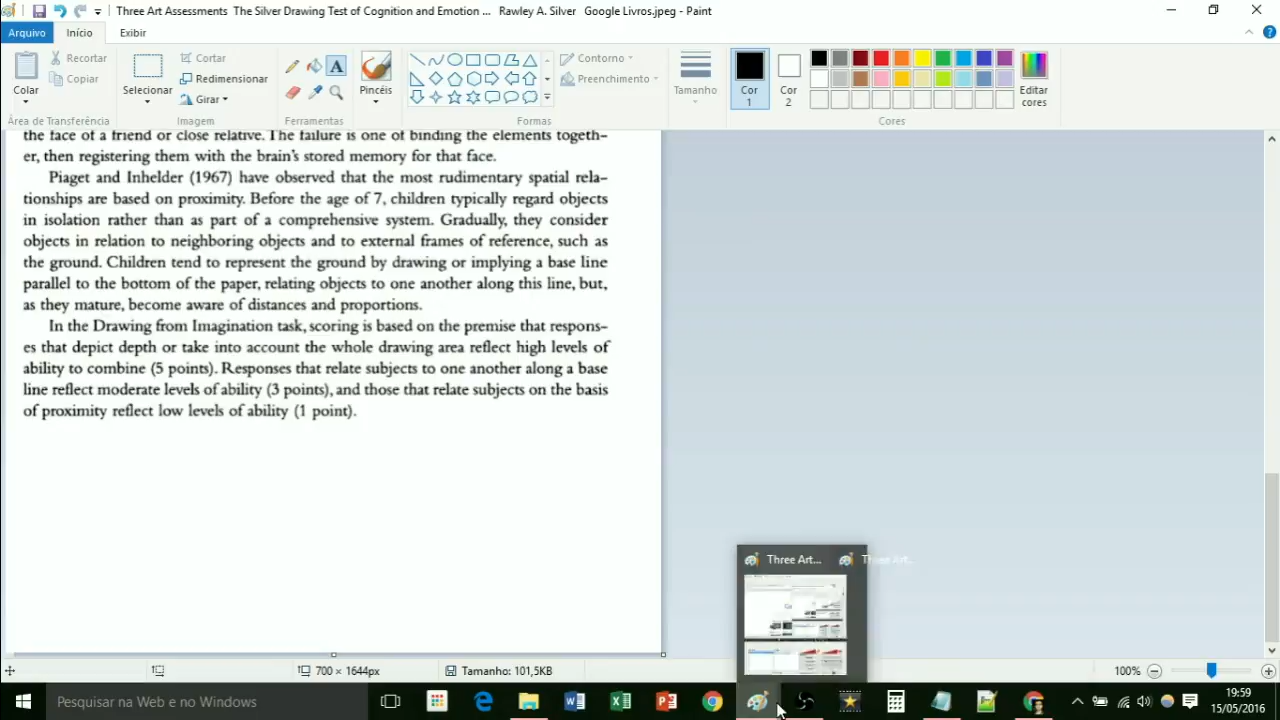 Three Art Assessments The Silver Drawing Test of Cognition and Emotion ... Rawley A. Silver Google Livros.jpeg - Paint
Arquivo Início Exibir
Colar
Recortar
Copiar
Área de Transferência
Selecionar
Cortar
Redimensionar
Girar
Imagem
A
Ferramentas
Pincéis
Contorno
Preenchimento
Formas
Tamanho
Cor
1
Cor
2
Editar
cores
Cores
the face of a friend or close relative. The failure is one of binding the elements togeth-
er, then registering them with the brain's stored memory for that face.
Piaget and Inhelder (1967) have observed that the most rudimentary spatial rela-
tionships are based on proximity. Before the age of 7, children typically regard objects
in isolation rather than as part of a comprehensive system. Gradually, they consider
objects in relation to neighboring objects and to external frames of reference, such as
the ground. Children tend to represent the ground by drawing or implying a base line
parallel to the bottom of the paper, relating objects to one another along this line, but,
as they mature, become aware of distances and proportions.
In the Drawing from Imagination task, scoring is based on the premise that respons-
es that depict depth or take into account the whole drawing area reflect high levels of
ability to combine (5 points). Responses that relate subjects to one another along a base
line reflect moderate levels of ability (3 points), and those that relate subjects on the basis
of proximity reflect low levels of ability (1 point).
Three Art... Three Art...
700 × 1644px
Tamanho: 101,5KB
100%
Pesquisar na Web e no Windows
19:59
15/05/2016